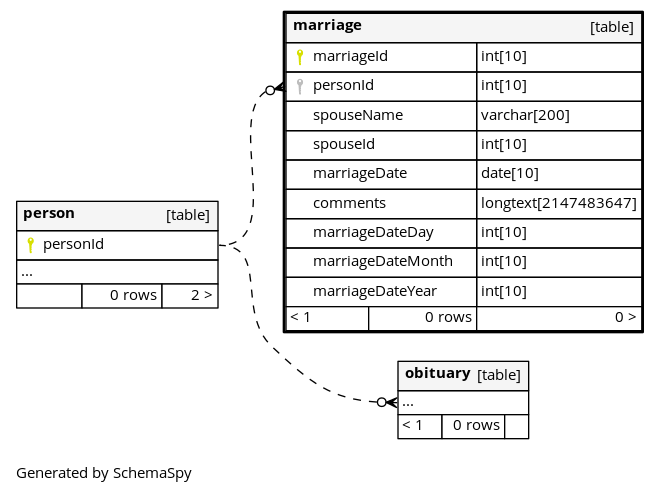 marriage [table]
marriageId int[10]
personId int[10]
spouseName varchar[200]
spouseId int[10]
marriageDate date[10]
comments longtext[2147483647]
marriageDateDay int[10]
marriageDateMonth int[10]
marriageDateYear int[10]
< 1 0 rows 0 >
person [table]
personId
...
0 rows 2 >
obituary [table]
...
< 1 0 rows
Generated by SchemaSpy